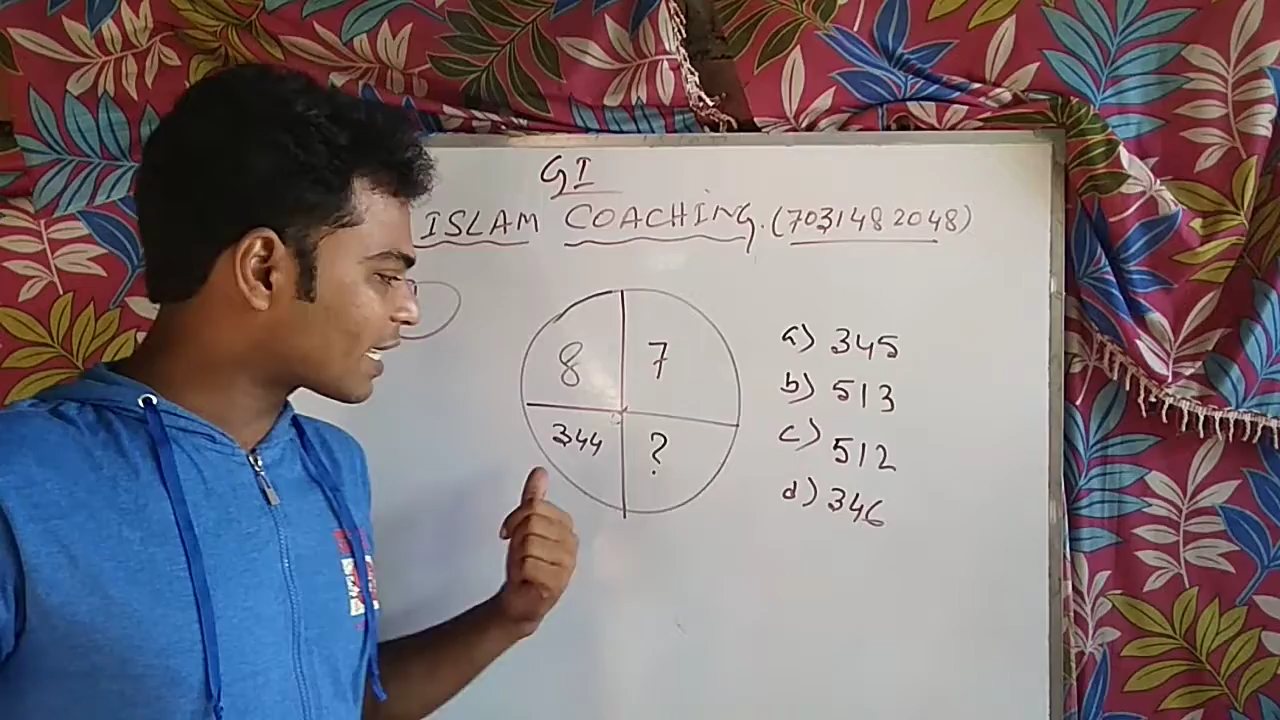 GI
ISLAM COACHING. (7031482048)
8 7
344 ?
a) 345
b) 513
c) 512
d) 346